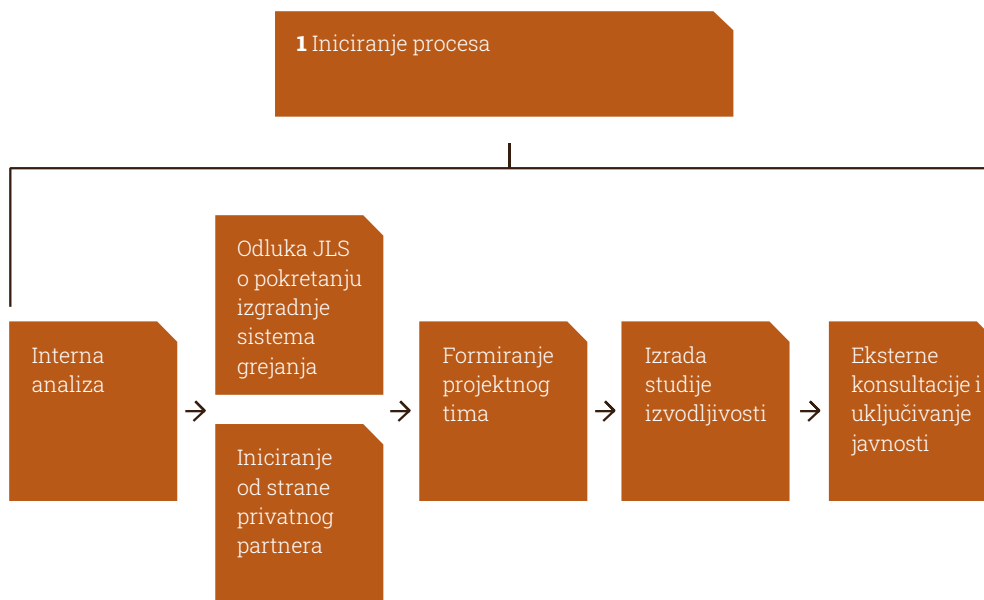 1 Iniciranje procesa
Interna
analiza
Odluka JLS
o pokretanju
izgradnje
sistema
grejanja
Iniciranje
od strane
privatnog
partnera
Formiranje
projektnog
tima
Izrada
studije
izvodljivosti
Eksterne
konsultacije i
uključivanje
javnosti